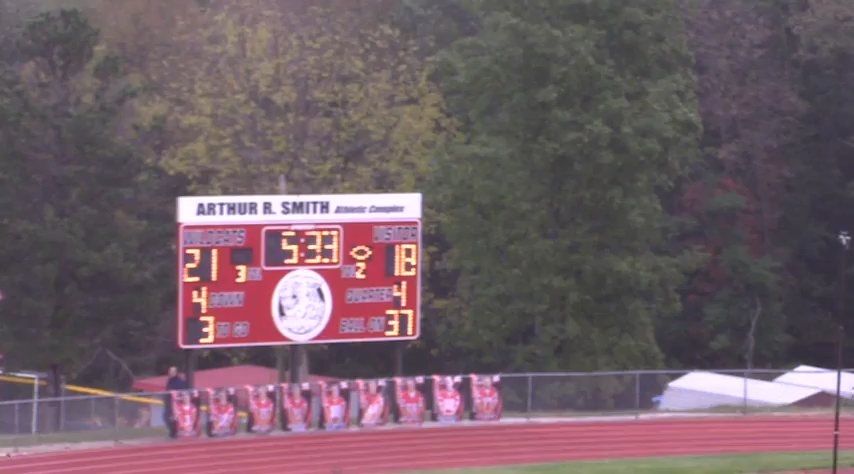 ARTHUR R. SMITH Athletic Complex
WILDCATS 5:33 VISITOR
21 3 2 18
4 DOWN QUARTER 4
3 TO GO BALL ON 37